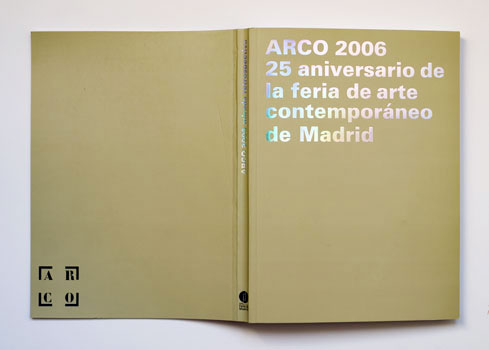 ARCO 2006
25 aniversario de
la feria de arte
contemporáneo
de Madrid
A R
C O